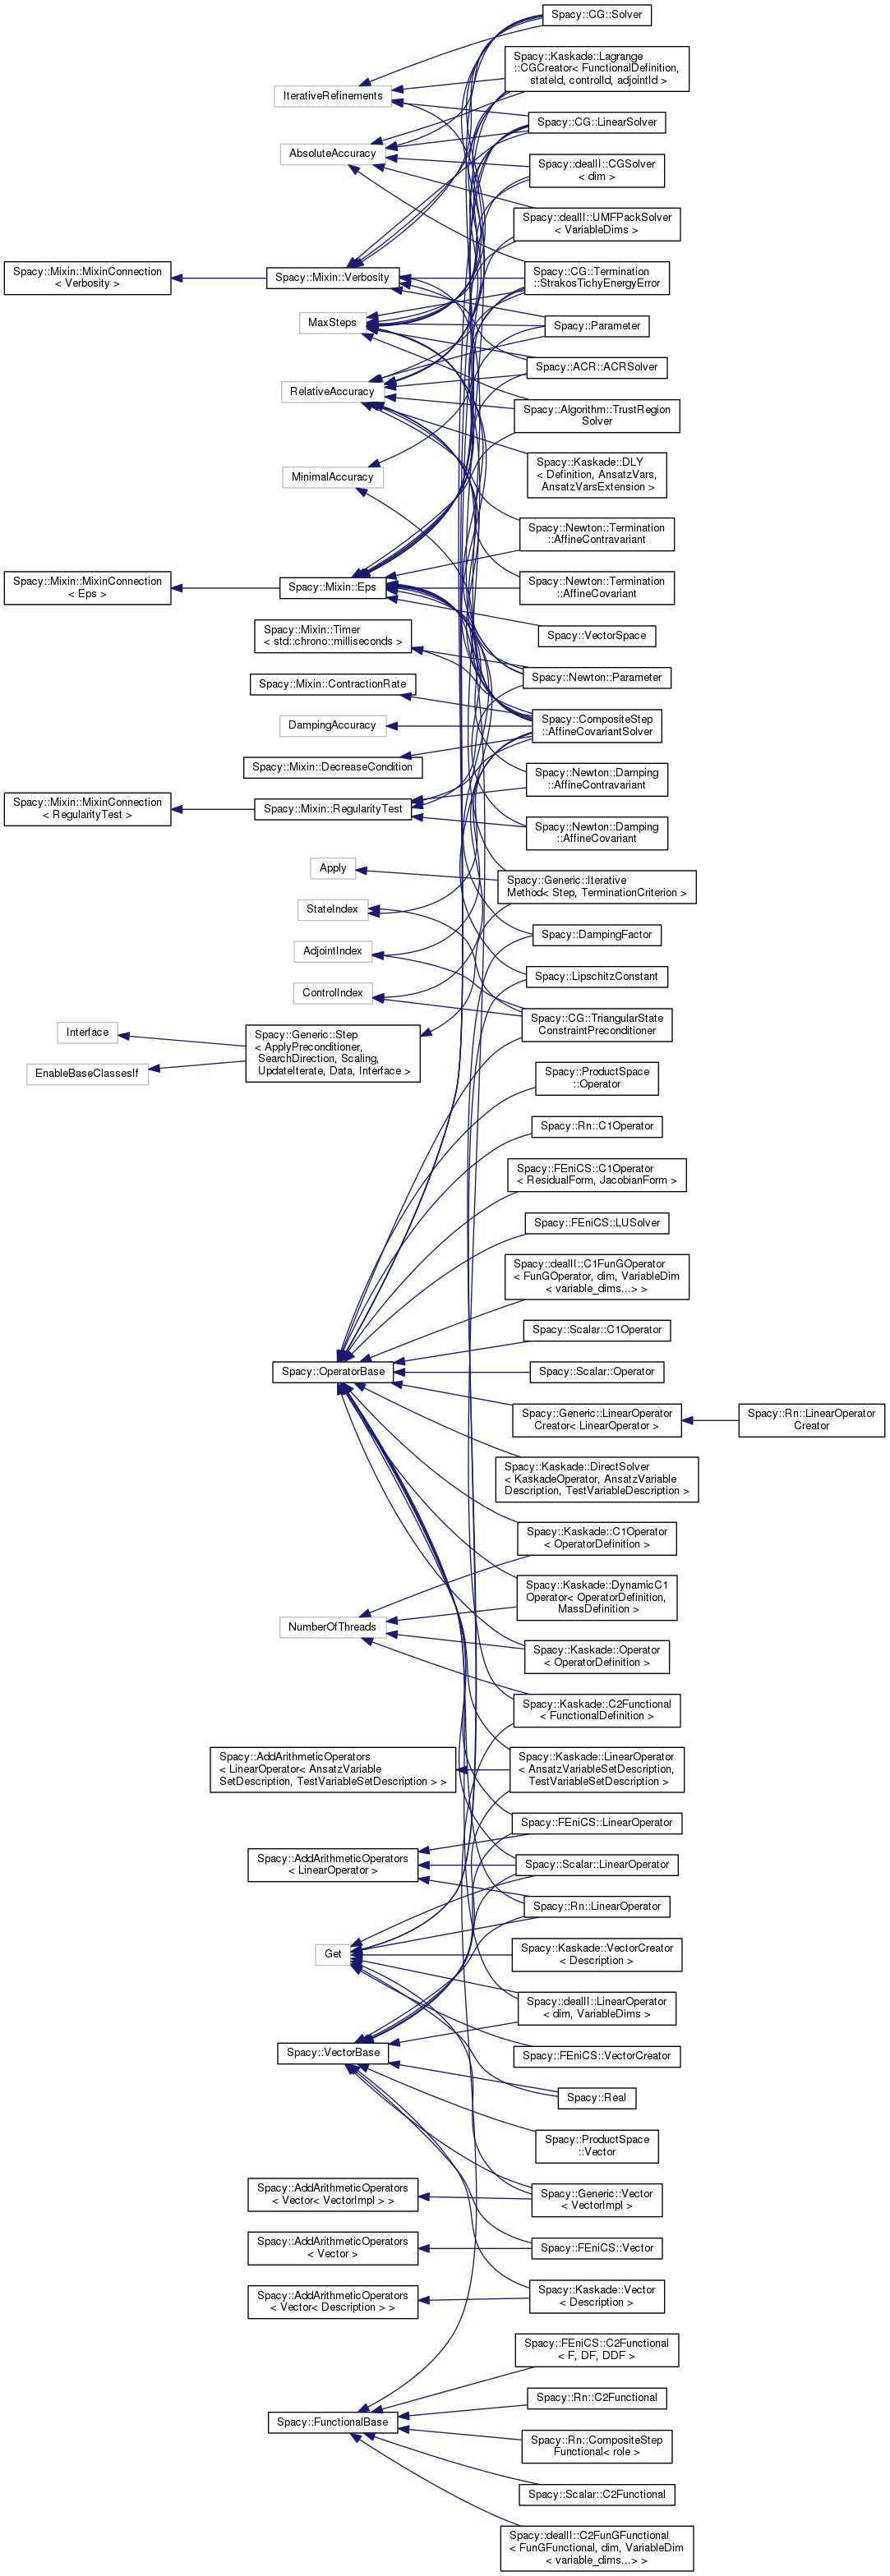 Spacy::CG::Solver
Spacy::Kaskade::Lagrange
::CGCreator< FunctionalDefinition,
stateId, controlId, adjointId >
IterativeRefinements
Spacy::CG::LinearSolver
AbsoluteAccuracy
Spacy::dealII::CGSolver
< dim >
Spacy::dealII::UMFPackSolver
< VariableDims >
Spacy::Mixin::MixinConnection
< Verbosity >
Spacy::Mixin::Verbosity
Spacy::CG::Termination
::StrakosTichyEnergyError
MaxSteps
Spacy::Parameter
Spacy::ACR::ACRSolver
RelativeAccuracy
Spacy::Algorithm::TrustRegion
Solver
MinimalAccuracy
Spacy::Kaskade::DLY
< Definition, AnsatzVars,
AnsatzVarsExtension >
Spacy::Newton::Termination
::AffineContravariant
Spacy::Mixin::MixinConnection
< Eps >
Spacy::Mixin::Eps
Spacy::Newton::Termination
::AffineCovariant
Spacy::Mixin::Timer
< std::chrono::milliseconds >
Spacy::VectorSpace
Spacy::Mixin::ContractionRate
Spacy::Newton::Parameter
DampingAccuracy
Spacy::CompositeStep
::AffineCovariantSolver
Spacy::Mixin::DecreaseCondition
Spacy::Newton::Damping
::AffineContravariant
Spacy::Mixin::MixinConnection
< RegularityTest >
Spacy::Mixin::RegularityTest
Spacy::Newton::Damping
::AffineCovariant
Apply
Spacy::Generic::Iterative
Method< Step, TerminationCriterion >
StateIndex
Spacy::DampingFactor
AdjointIndex
Spacy::LipschitzConstant
ControlIndex
Spacy::CG::TriangularState
ConstraintPreconditioner
Interface
EnableBaseClassesIf
Spacy::Generic::Step
< ApplyPreconditioner,
SearchDirection, Scaling,
UpdateIterate, Data, Interface >
Spacy::ProductSpace
::Operator
Spacy::Rn::C1Operator
Spacy::FEniCS::C1Operator
< ResidualForm, JacobianForm >
Spacy::FEniCS::LUSolver
Spacy::dealII::C1FunGOperator
< FunGOperator, dim, VariableDim
< variable_dims...> >
Spacy::Scalar::C1Operator
Spacy::OperatorBase
Spacy::Scalar::Operator
Spacy::Generic::LinearOperator
Creator< LinearOperator >
Spacy::Rn::LinearOperator
Creator
Spacy::Kaskade::DirectSolver
< KaskadeOperator, AnsatzVariable
Description, TestVariableDescription >
Spacy::Kaskade::C1Operator
< OperatorDefinition >
Spacy::Kaskade::DynamicC1
Operator< OperatorDefinition,
MassDefinition >
NumberOfThreads
Spacy::Kaskade::Operator
< OperatorDefinition >
Spacy::Kaskade::C2Functional
< FunctionalDefinition >
Spacy::AddArithmeticOperators
< LinearOperator< AnsatzVariable
SetDescription, TestVariableSetDescription > >
Spacy::Kaskade::LinearOperator
< AnsatzVariableSetDescription,
TestVariableSetDescription >
Spacy::FEniCS::LinearOperator
Spacy::AddArithmeticOperators
< LinearOperator >
Spacy::Scalar::LinearOperator
Spacy::Rn::LinearOperator
Get
Spacy::Kaskade::VectorCreator
< Description >
Spacy::dealII::LinearOperator
< dim, VariableDims >
Spacy::VectorBase
Spacy::FEniCS::VectorCreator
Spacy::Real
Spacy::ProductSpace
::Vector
Spacy::AddArithmeticOperators
< Vector< VectorImpl > >
Spacy::Generic::Vector
< VectorImpl >
Spacy::AddArithmeticOperators
< Vector >
Spacy::FEniCS::Vector
Spacy::AddArithmeticOperators
< Vector< Description > >
Spacy::Kaskade::Vector
< Description >
Spacy::FEniCS::C2Functional
< F, DF, DDF >
Spacy::Rn::C2Functional
Spacy::FunctionalBase
Spacy::Rn::CompositeStep
Functional< role >
Spacy::Scalar::C2Functional
Spacy::dealII::C2FunGFunctional
< FunGFunctional, dim, VariableDim
< variable_dims...> >